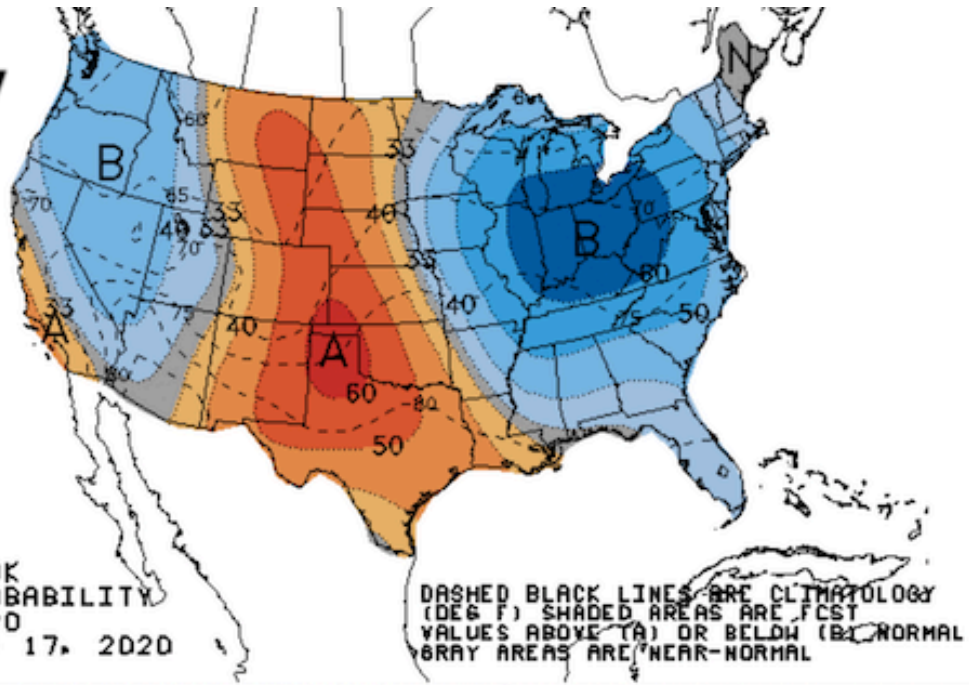 N
60
33
B
70
65
33
40
70
40
33
70
B
33
60
75
40
33
A
40
75
50
A
80
60
80
50
K
BABILITY
O
17, 2020
DASHED BLACK LINES ARE CLIMATOLOGY
(DEG F) SHADED AREAS ARE FCST
VALUES ABOVE (A) OR BELOW (B) NORMAL
GRAY AREAS ARE NEAR-NORMAL